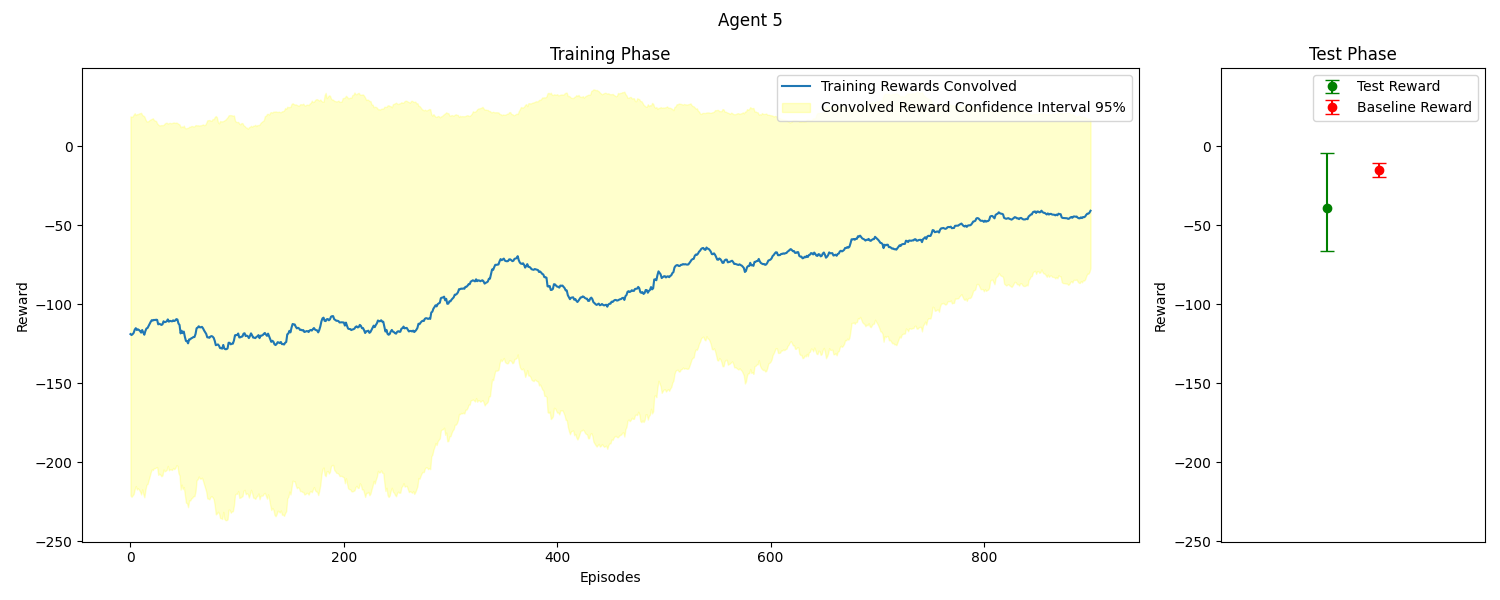 Agent 5
Training Phase
Training Rewards Convolved
Convolved Reward Confidence Interval 95%
0
−50
−100
−150
−200
−250
Reward
0
200
400
600
800
Episodes
Test Phase
Test Reward
Baseline Reward
0
−50
−100
−150
−200
−250
Reward